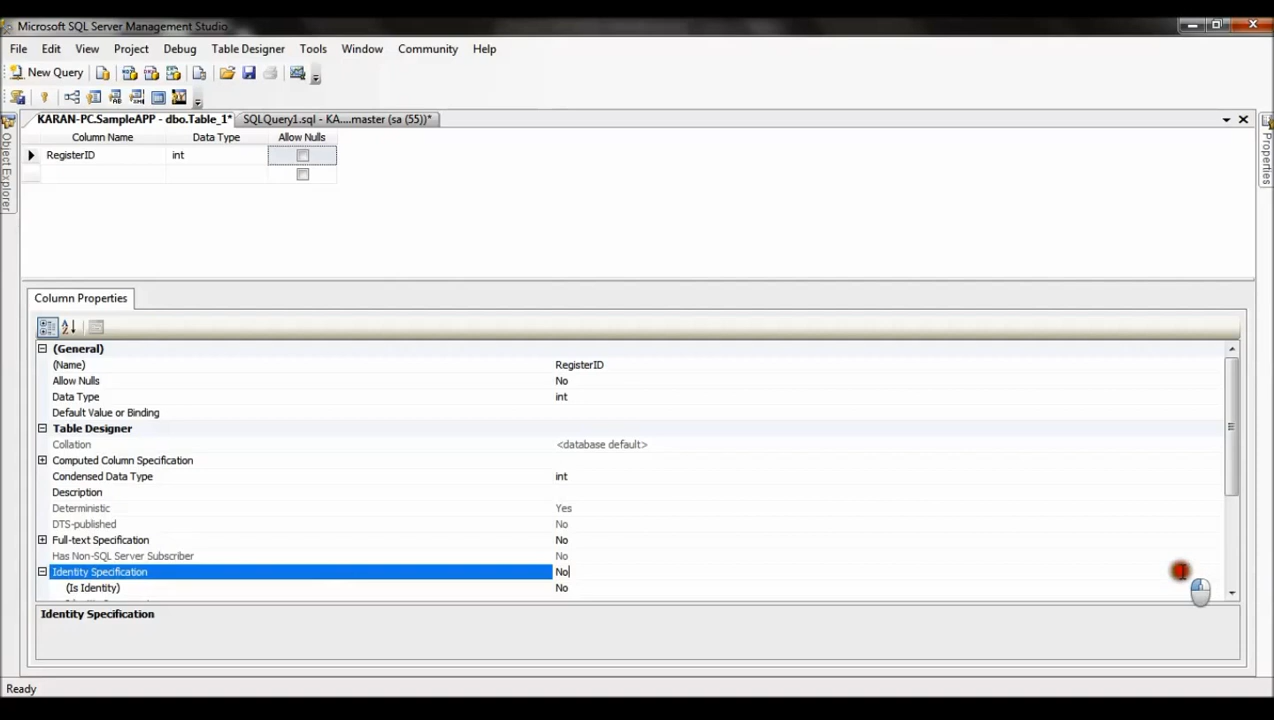 Microsoft SQL Server Management Studio
File Edit View Project Debug Table Designer Tools Window Community Help
New Query
KARAN-PC.SampleAPP - dbo.Table_1* SQLQuery1.sql - KA....master (sa (55))*
Object Explorer
Properties
Column Name Data Type Allow Nulls
RegisterID int
Column Properties
(General)
(Name) RegisterID
Allow Nulls No
Data Type int
Default Value or Binding
Table Designer
Collation <database default>
Computed Column Specification
Condensed Data Type int
Description
Deterministic Yes
DTS-published No
Full-text Specification No
Has Non-SQL Server Subscriber No
Identity Specification No
(Is Identity) No
Identity Specification
Ready